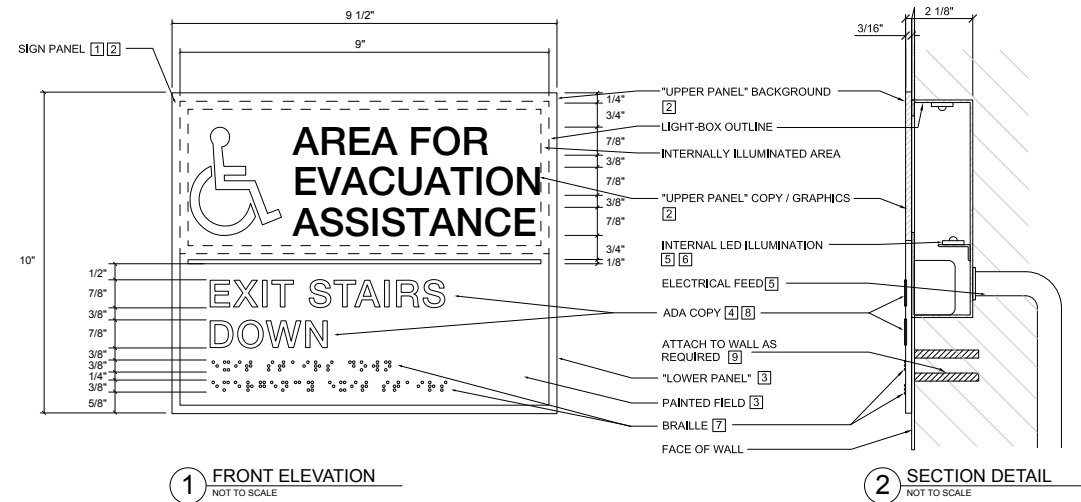 9 1/2"
9"
SIGN PANEL 1 2
10"
AREA FOR
EVACUATION
ASSISTANCE
EXIT STAIRS
DOWN
1/2"
7/8"
3/8"
7/8"
3/8"
3/8"
1/4"
3/8"
5/8"
1/4"
3/4"
7/8"
3/8"
7/8"
3/8"
7/8"
3/4"
1/8"
"UPPER PANEL" BACKGROUND
2
LIGHT-BOX OUTLINE
INTERNALLY ILLUMINATED AREA
"UPPER PANEL" COPY / GRAPHICS
2
INTERNAL LED ILLUMINATION
5 6
ELECTRICAL FEED 5
ADA COPY 4 8
ATTACH TO WALL AS
REQUIRED 9
"LOWER PANEL" 3
PAINTED FIELD 3
BRAILLE 7
FACE OF WALL
2 1/8"
3/16"
1 FRONT ELEVATION
NOT TO SCALE
2 SECTION DETAIL
NOT TO SCALE